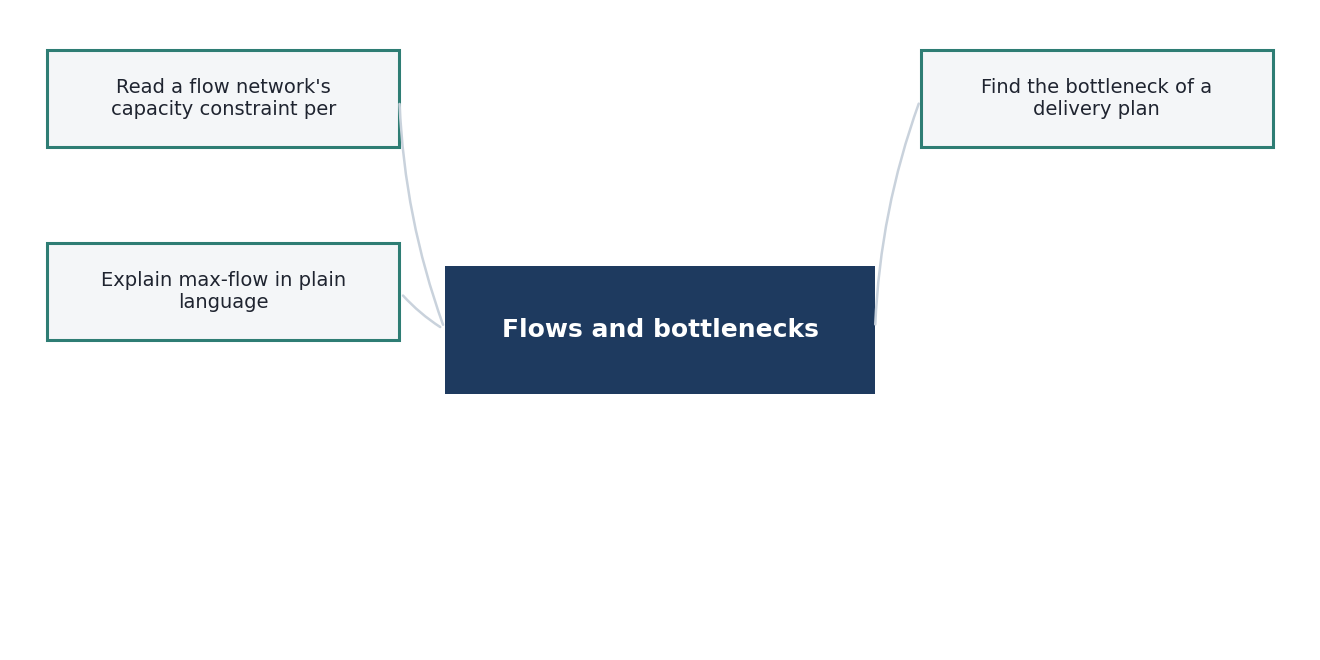 Read a flow network's
capacity constraint per
Find the bottleneck of a
delivery plan
Explain max-flow in plain
language
Flows and bottlenecks